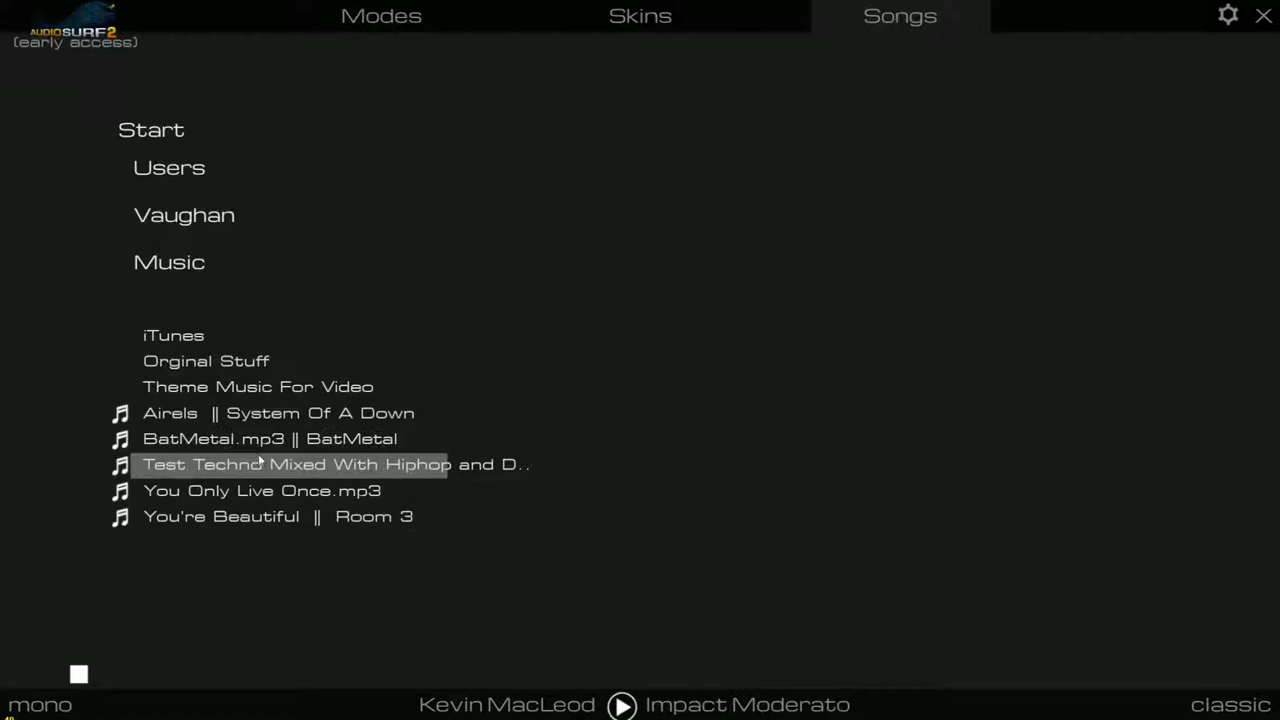 Modes
Skins
Songs
AUDIOSURF2
(early access)
Start
Users
Vaughan
Music
iTunes
Orginal Stuff
Theme Music For Video
Airels || System Of A Down
BatMetal.mp3 || BatMetal
Test Techno Mixed With Hiphop and D..
You Only Live Once.mp3
You're Beautiful || Room 3
mono
Kevin MacLeod
Impact Moderato
classic